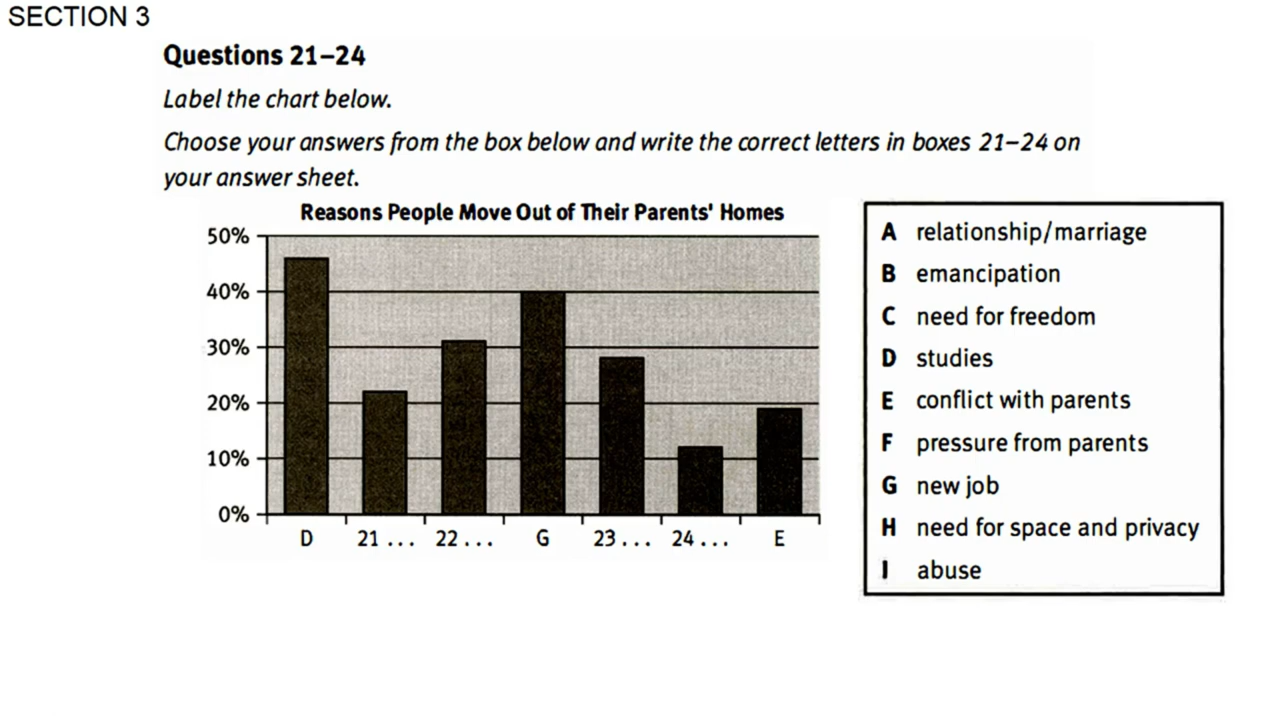 SECTION 3
Questions 21–24
Label the chart below.
Choose your answers from the box below and write the correct letters in boxes 21–24 on
your answer sheet.
Reasons People Move Out of Their Parents' Homes
50%
40%
30%
20%
10%
0%
D 21 ... 22 ... G 23 ... 24 ... E
A relationship/marriage
B emancipation
C need for freedom
D studies
E conflict with parents
F pressure from parents
G new job
H need for space and privacy
I abuse